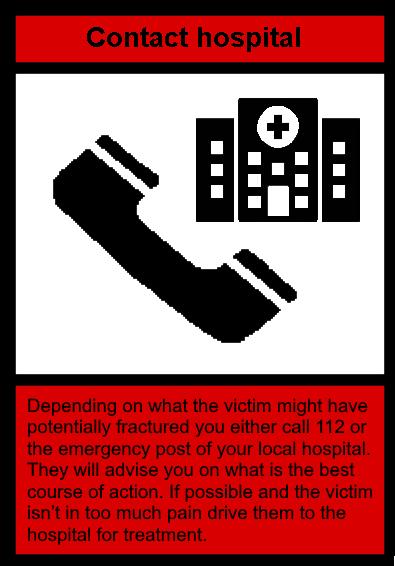 Contact hospital
Depending on what the victim might have
potentially fractured you either call 112 or
the emergency post of your local hospital.
They will advise you on what is the best
course of action. If possible and the victim
isn't in too much pain drive them to the
hospital for treatment.